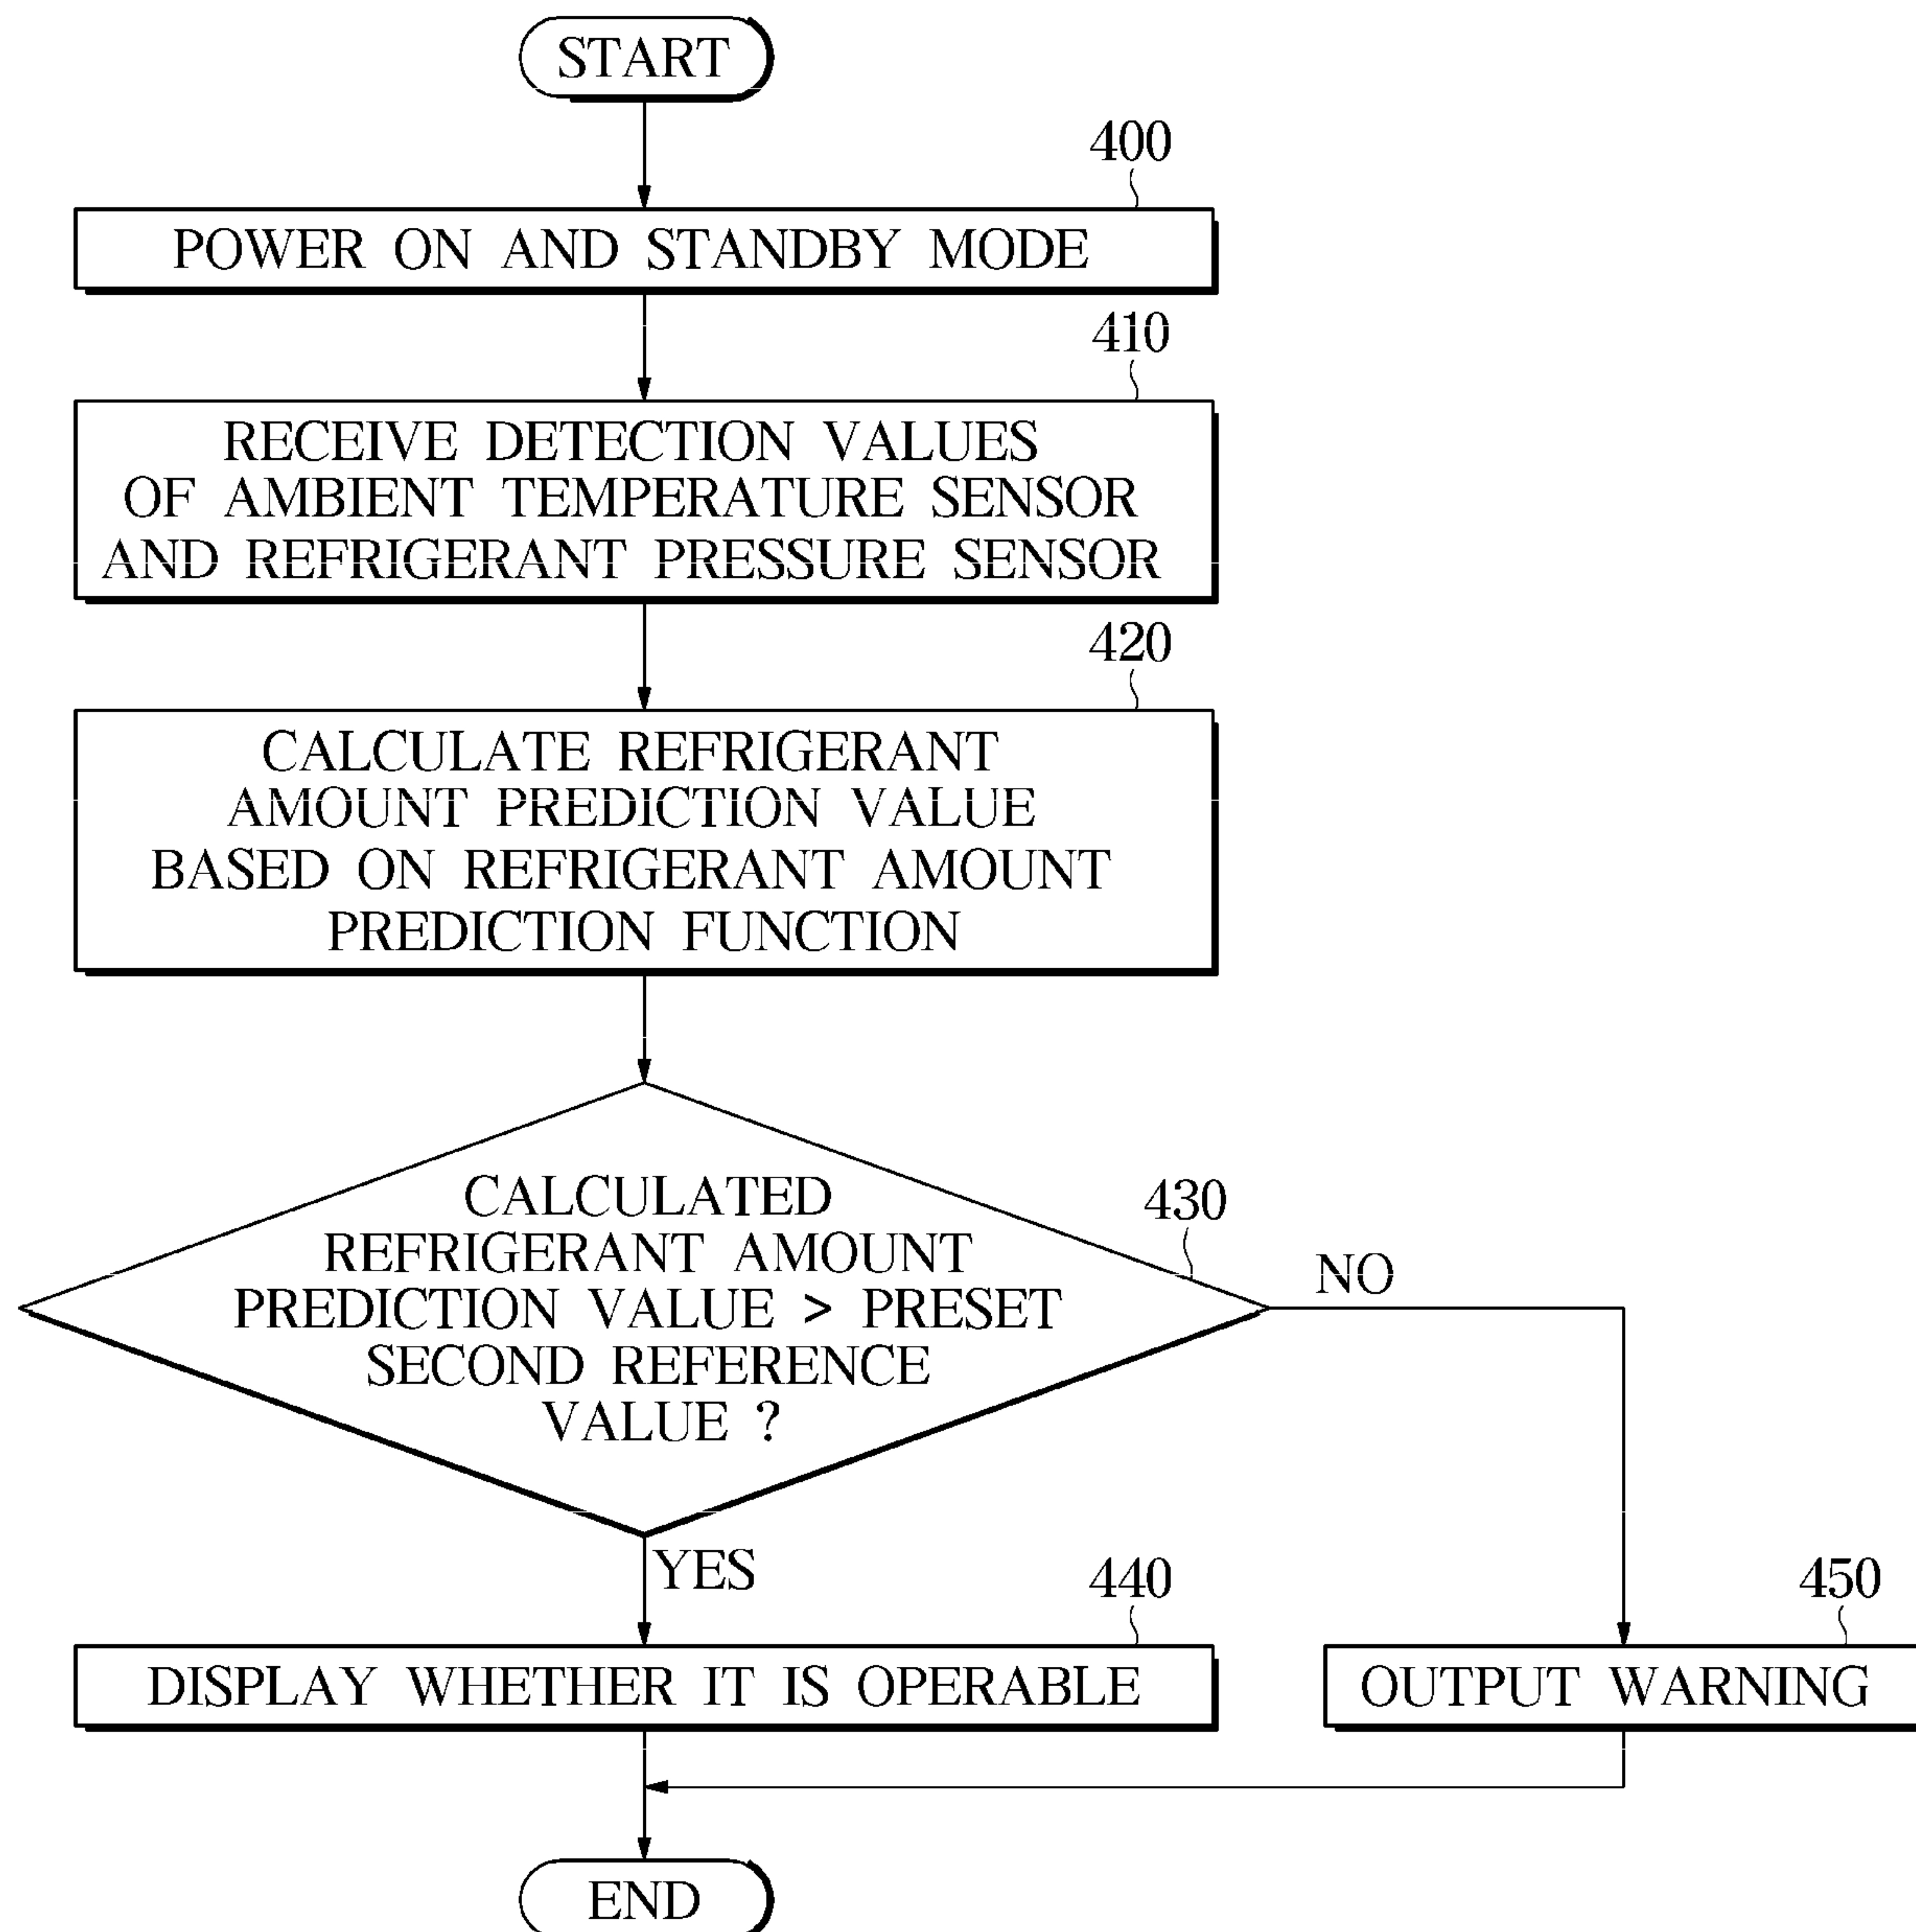 START
400
POWER ON AND STANDBY MODE
410
RECEIVE DETECTION VALUES
OF AMBIENT TEMPERATURE SENSOR
AND REFRIGERANT PRESSURE SENSOR
420
CALCULATE REFRIGERANT
AMOUNT PREDICTION VALUE
BASED ON REFRIGERANT AMOUNT
PREDICTION FUNCTION
CALCULATED
REFRIGERANT AMOUNT
PREDICTION VALUE > PRESET
SECOND REFERENCE
VALUE ?
430
NO
YES
440
DISPLAY WHETHER IT IS OPERABLE
450
OUTPUT WARNING
END